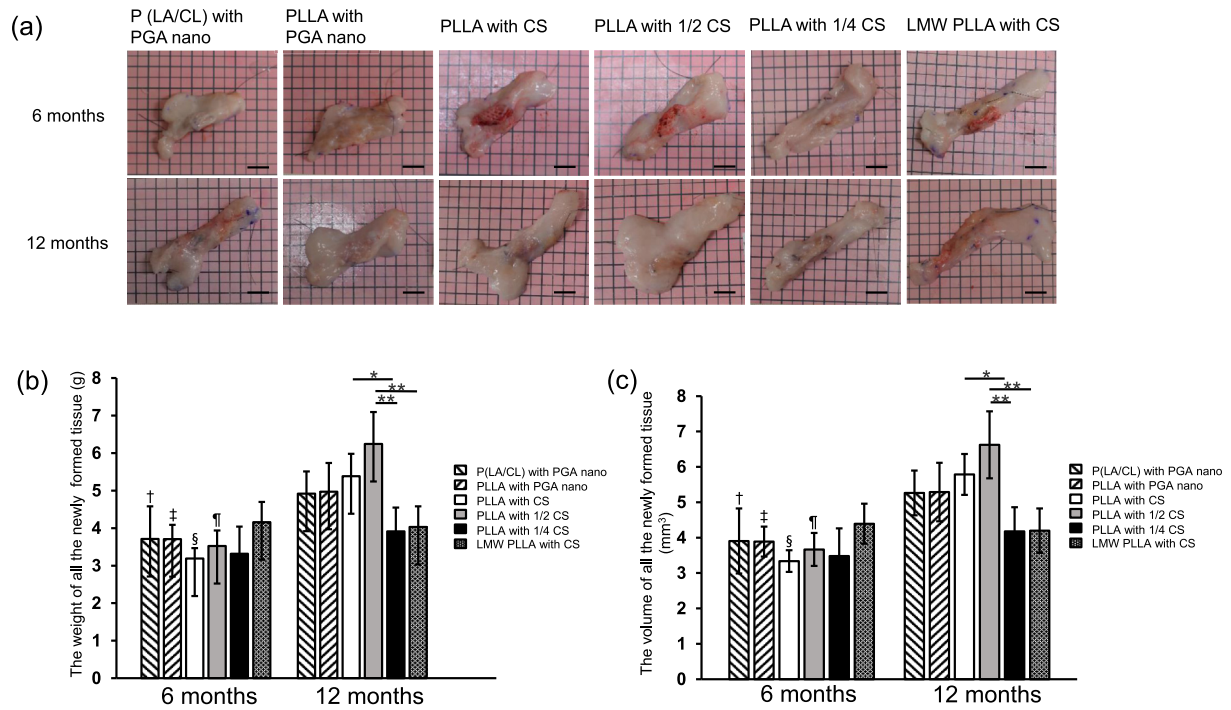 (a)
P (LA/CL) with
PGA nano
PLLA with
PGA nano
PLLA with CS
PLLA with 1/2 CS
PLLA with 1/4 CS
LMW PLLA with CS
6 months
12 months
(b)
The weight of all the newly formed tissue (g)
8
7
6
5
4
3
2
1
0
†
‡
§
¶
*
**
**
6 months
12 months
P(LA/CL) with PGA nano
PLLA with PGA nano
PLLA with CS
PLLA with 1/2 CS
PLLA with 1/4 CS
LMW PLLA with CS
(c)
The volume of all the newly formed tissue
(mm³)
8
7
6
5
4
3
2
1
0
†
‡
§
¶
*
**
**
6 months
12 months
P(LA/CL) with PGA nano
PLLA with PGA nano
PLLA with CS
PLLA with 1/2 CS
PLLA with 1/4 CS
LMW PLLA with CS